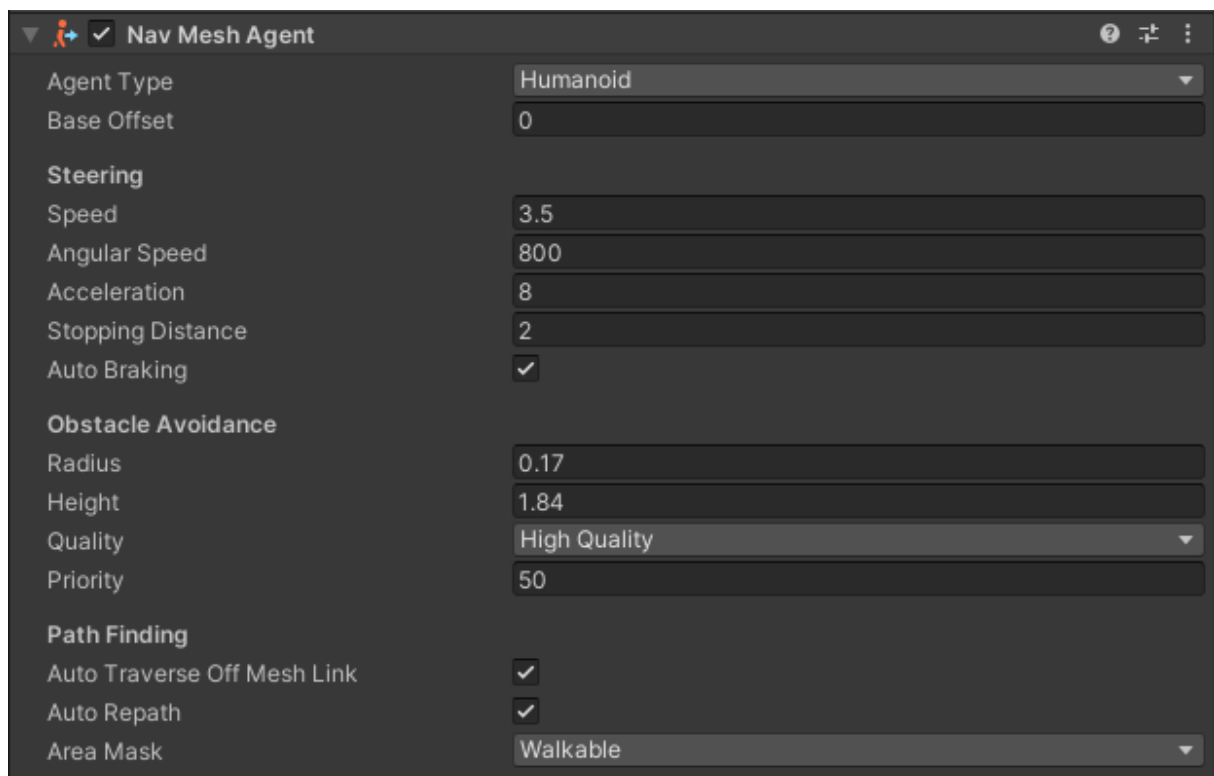 Nav Mesh Agent
Agent Type Humanoid
Base Offset 0
Steering
Speed 3.5
Angular Speed 800
Acceleration 8
Stopping Distance 2
Auto Braking
Obstacle Avoidance
Radius 0.17
Height 1.84
Quality High Quality
Priority 50
Path Finding
Auto Traverse Off Mesh Link
Auto Repath
Area Mask Walkable